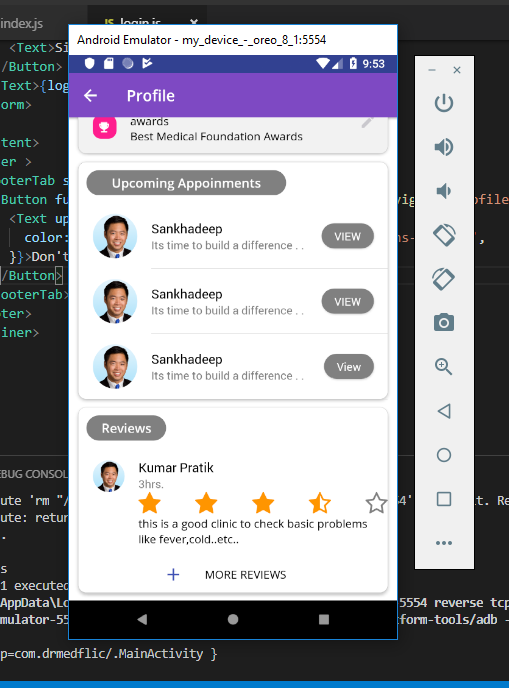 index.js
JS login.js
Android Emulator - my_device_-_oreo_8_1:5554
<Text>Si
/Button>
Text>{log
orm>
tent>
er >
ooterTab s
Button fu
vig
rofile
<Text up
color:
ns-
,
}}>Don't
/Button>
ooterTab>
ter>
iner>
9:53
Profile
awards
Best Medical Foundation Awards
Upcoming Appoinments
Sankhadeep
Its time to build a difference . .
VIEW
Sankhadeep
Its time to build a difference . .
VIEW
Sankhadeep
Its time to build a difference . .
View
Reviews
Kumar Pratik
3hrs.
this is a good clinic to check basic problems
like fever,cold..etc..
MORE REVIEWS
EBUG CONSOL
ute 'rm "/
54'
it. Re
ute: retur
.
s
1 executed
AppData\Lo
5554 reverse tcp
mulator-55
tform-tools/adb -
p=com.drmedflic/.MainActivity }